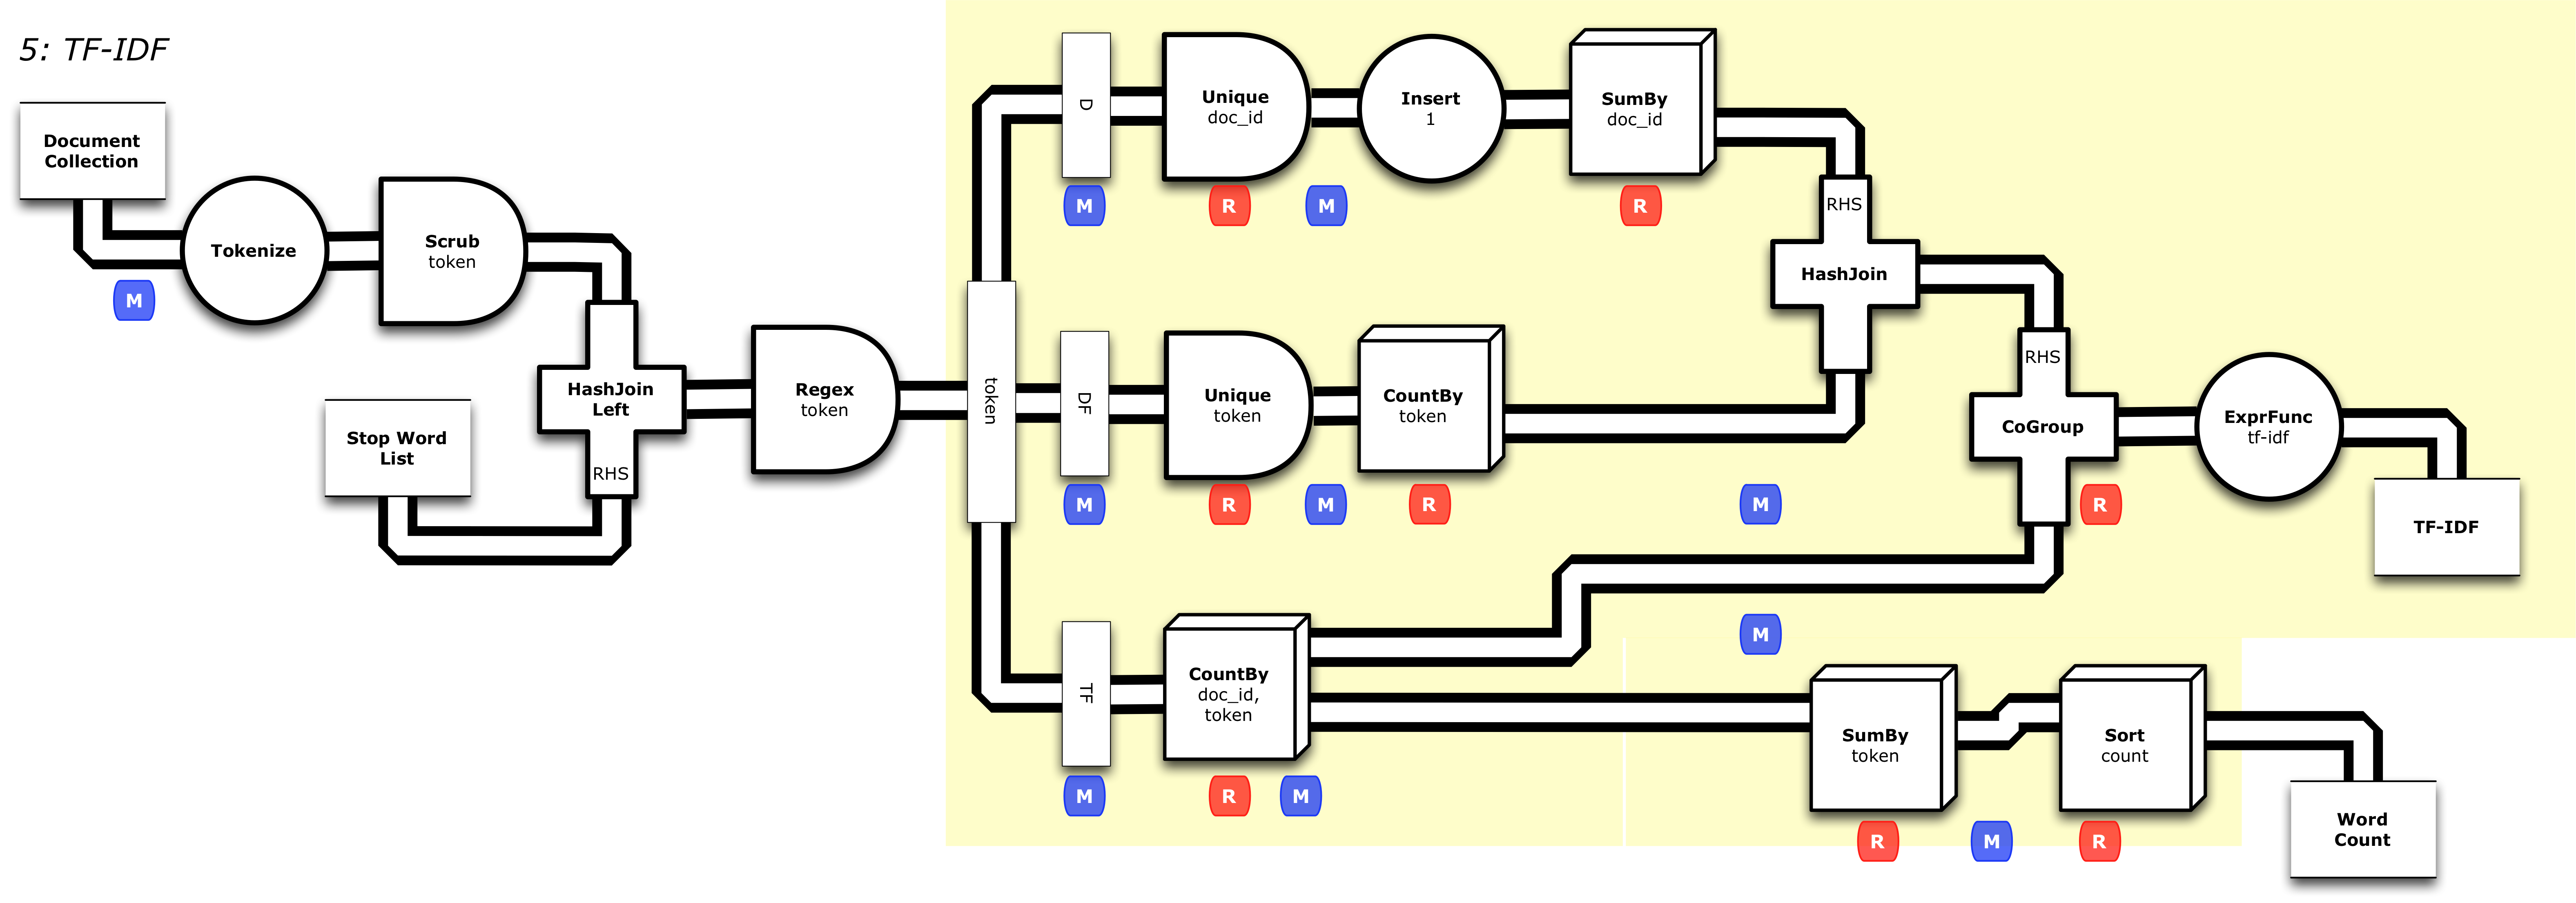 5: TF-IDF
Document
Collection
M
Tokenize
Scrub
token
HashJoin
Left
RHS
Stop Word
List
Regex
token
token
D
M
Unique
doc_id
R
M
Insert
1
SumBy
doc_id
R
RHS
HashJoin
DF
M
Unique
token
R
M
CountBy
token
R
M
RHS
CoGroup
R
ExprFunc
tf-idf
TF-IDF
TF
M
CountBy
doc_id,
token
R
M
M
SumBy
token
R
M
Sort
count
R
Word
Count